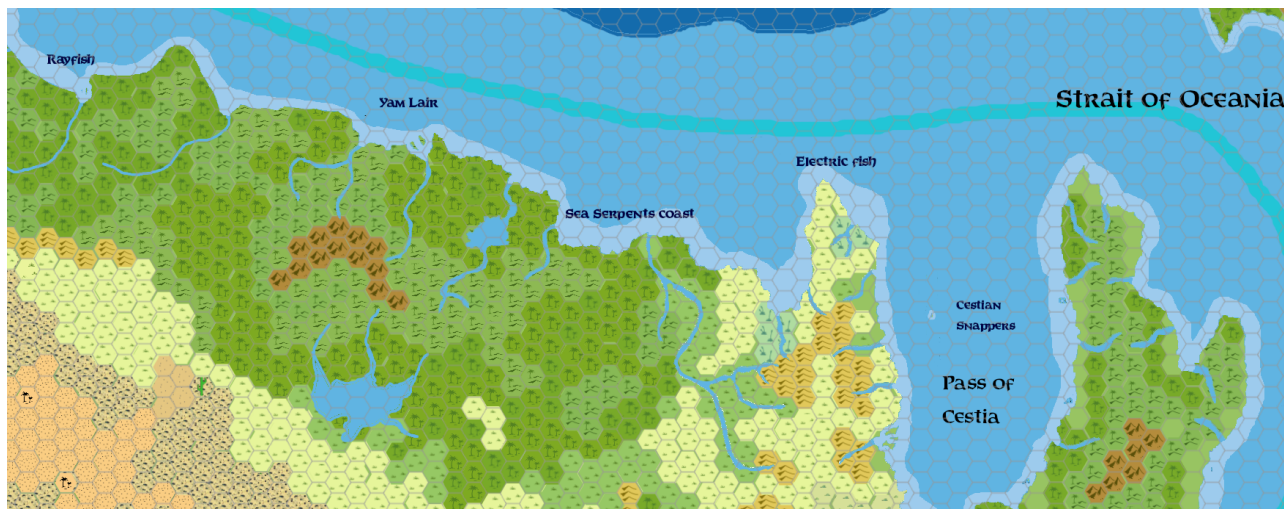 Rayfish
Yam Lair
Strait of Oceania
Electric fish
Sea Serpents coast
Cestian
Snappers
Pass of
Cestia